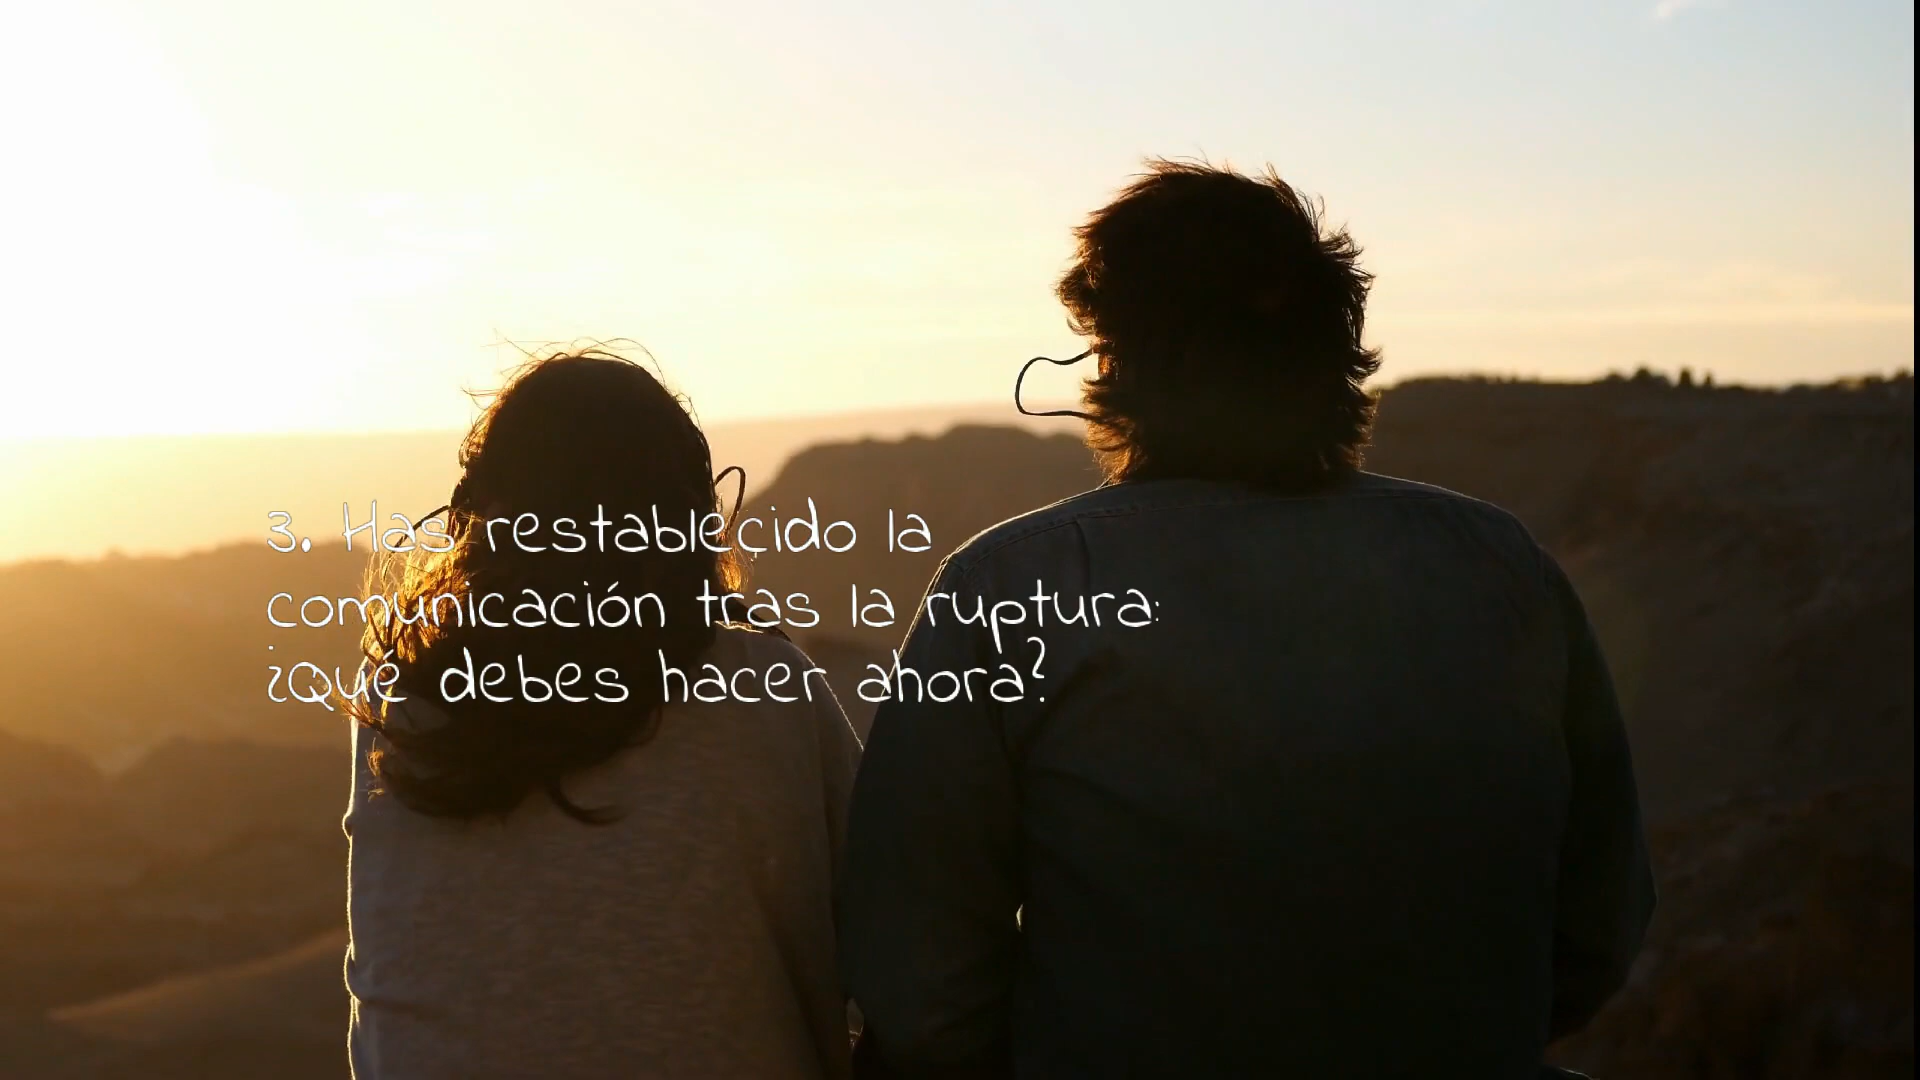 3. Has restablecido la
comunicación tras la ruptura:
¿Qué debes hacer ahora?